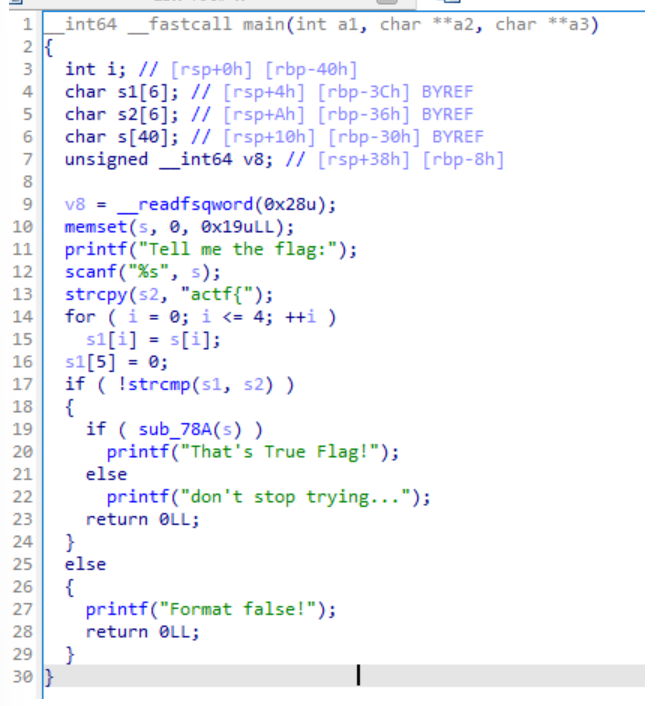 1 __int64 __fastcall main(int a1, char **a2, char **a3)
2 {
3 int i; // [rsp+0h] [rbp-40h]
4 char s1[6]; // [rsp+4h] [rbp-3Ch] BYREF
5 char s2[6]; // [rsp+Ah] [rbp-36h] BYREF
6 char s[40]; // [rsp+10h] [rbp-30h] BYREF
7 unsigned __int64 v8; // [rsp+38h] [rbp-8h]
8
9 v8 = __readfsqword(0x28u);
10 memset(s, 0, 0x19uLL);
11 printf("Tell me the flag:");
12 scanf("%s", s);
13 strcpy(s2, "actf{");
14 for ( i = 0; i <= 4; ++i )
15 s1[i] = s[i];
16 s1[5] = 0;
17 if ( !strcmp(s1, s2) )
18 {
19 if ( sub_78A(s) )
20 printf("That's True Flag!");
21 else
22 printf("don't stop trying...");
23 return 0LL;
24 }
25 else
26 {
27 printf("Format false!");
28 return 0LL;
29 }
30 }